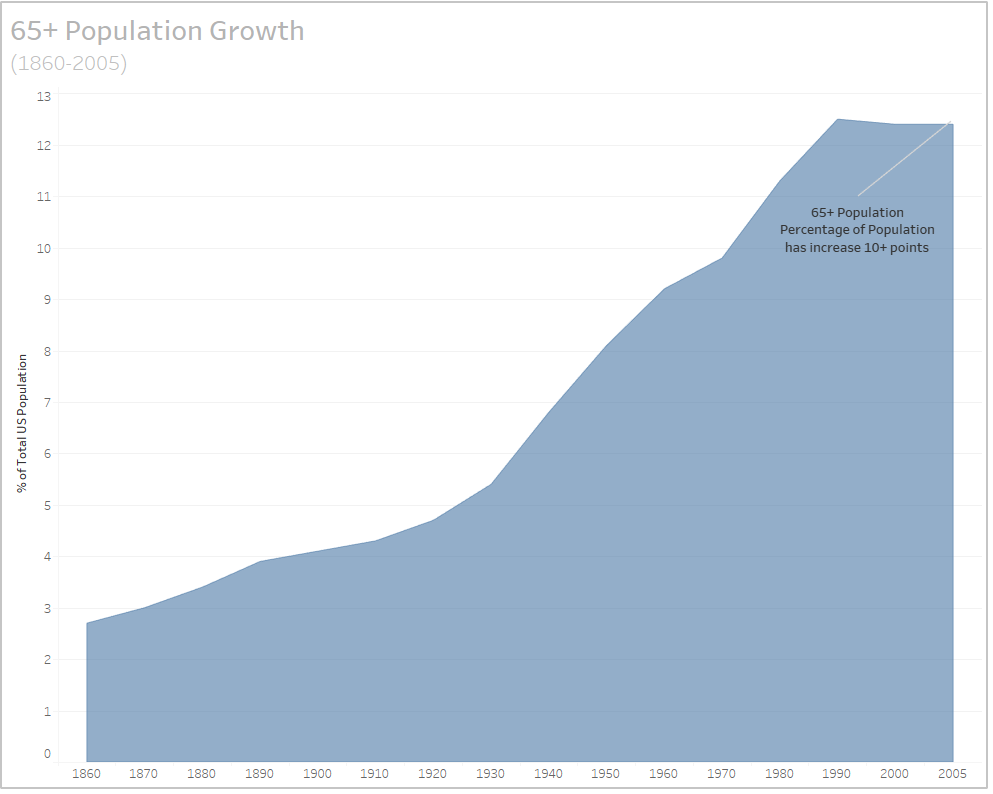 65+ Population Growth
(1860-2005)
13
12
11
10
9
8
7
6
5
4
3
2
1
0
% of Total US Population
65+ Population
Percentage of Population
has increase 10+ points
1860 1870 1880 1890 1900 1910 1920 1930 1940 1950 1960 1970 1980 1990 2000 2005